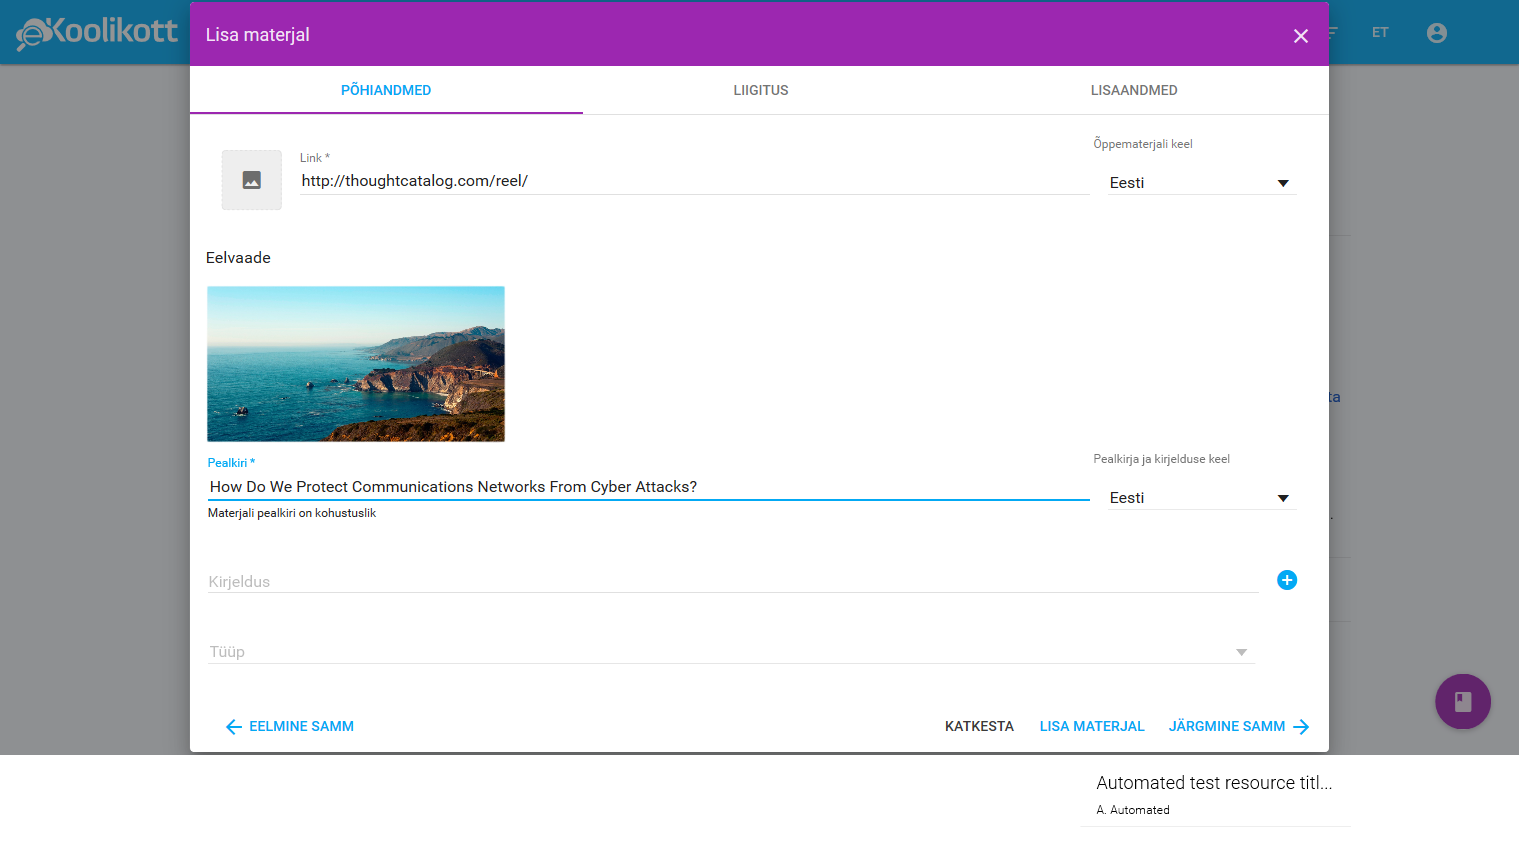 eKoolikott
ET
Lisa materjal
PÕHIANDMED
LIIGITUS
LISAANDMED
Link *
http://thoughtcatalog.com/reel/
Õppematerjali keel
Eesti
Eelvaade
Pealkiri *
How Do We Protect Communications Networks From Cyber Attacks?
Materjali pealkiri on kohustuslik
Pealkirja ja kirjelduse keel
Eesti
Kirjeldus
Tüüp
EELMINE SAMM
KATKESTA
LISA MATERJAL
JÄRGMINE SAMM
Automated test resource titl...
A. Automated